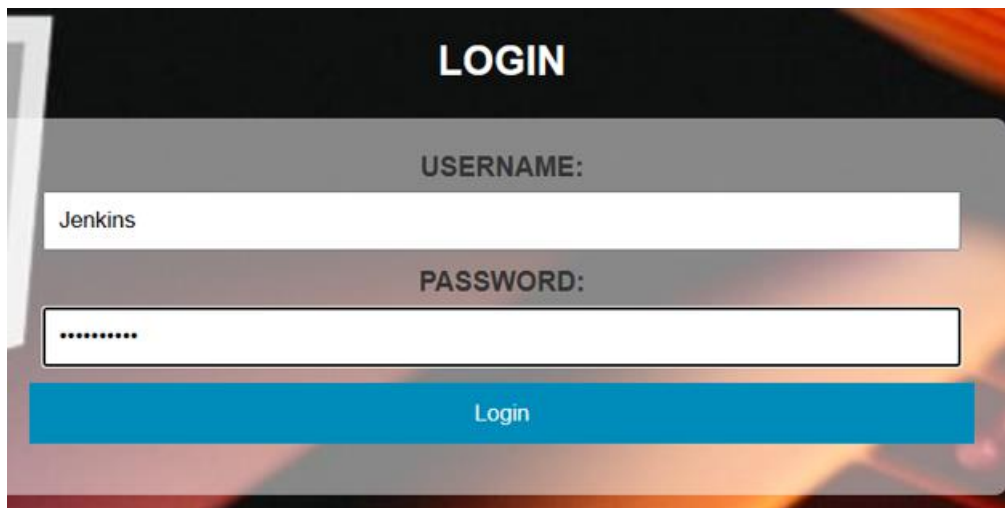 LOGIN
USERNAME:
Jenkins
PASSWORD:
••••••••••
Login